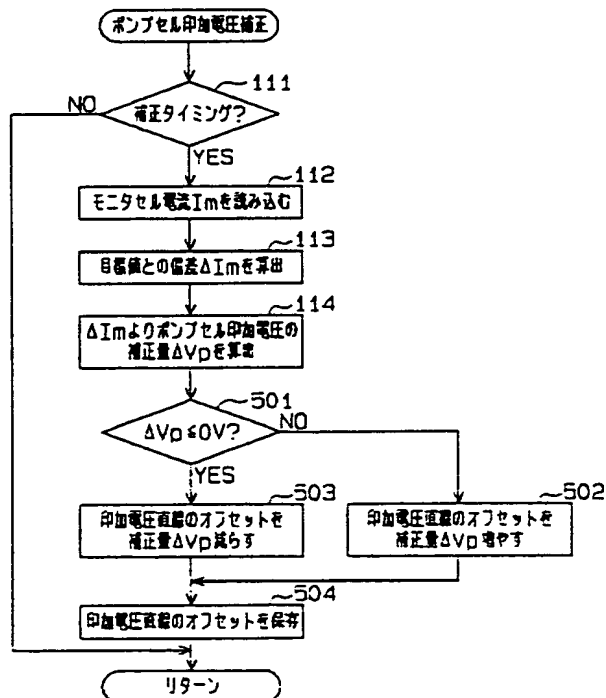 ポンプセル印加電圧補正
111
NO
補正タイミング?
YES
112
モニタセル電流Imを読み込む
113
目標値との偏差ΔImを算出
114
ΔImよりポンプセル印加電圧の
補正量ΔVpを算出
501
ΔVp≦0V?
NO
YES
503
印加電圧直線のオフセットを
補正量ΔVp減らす
502
印加電圧直線のオフセットを
補正量ΔVp増やす
504
印加電圧直線のオフセットを保存
リターン